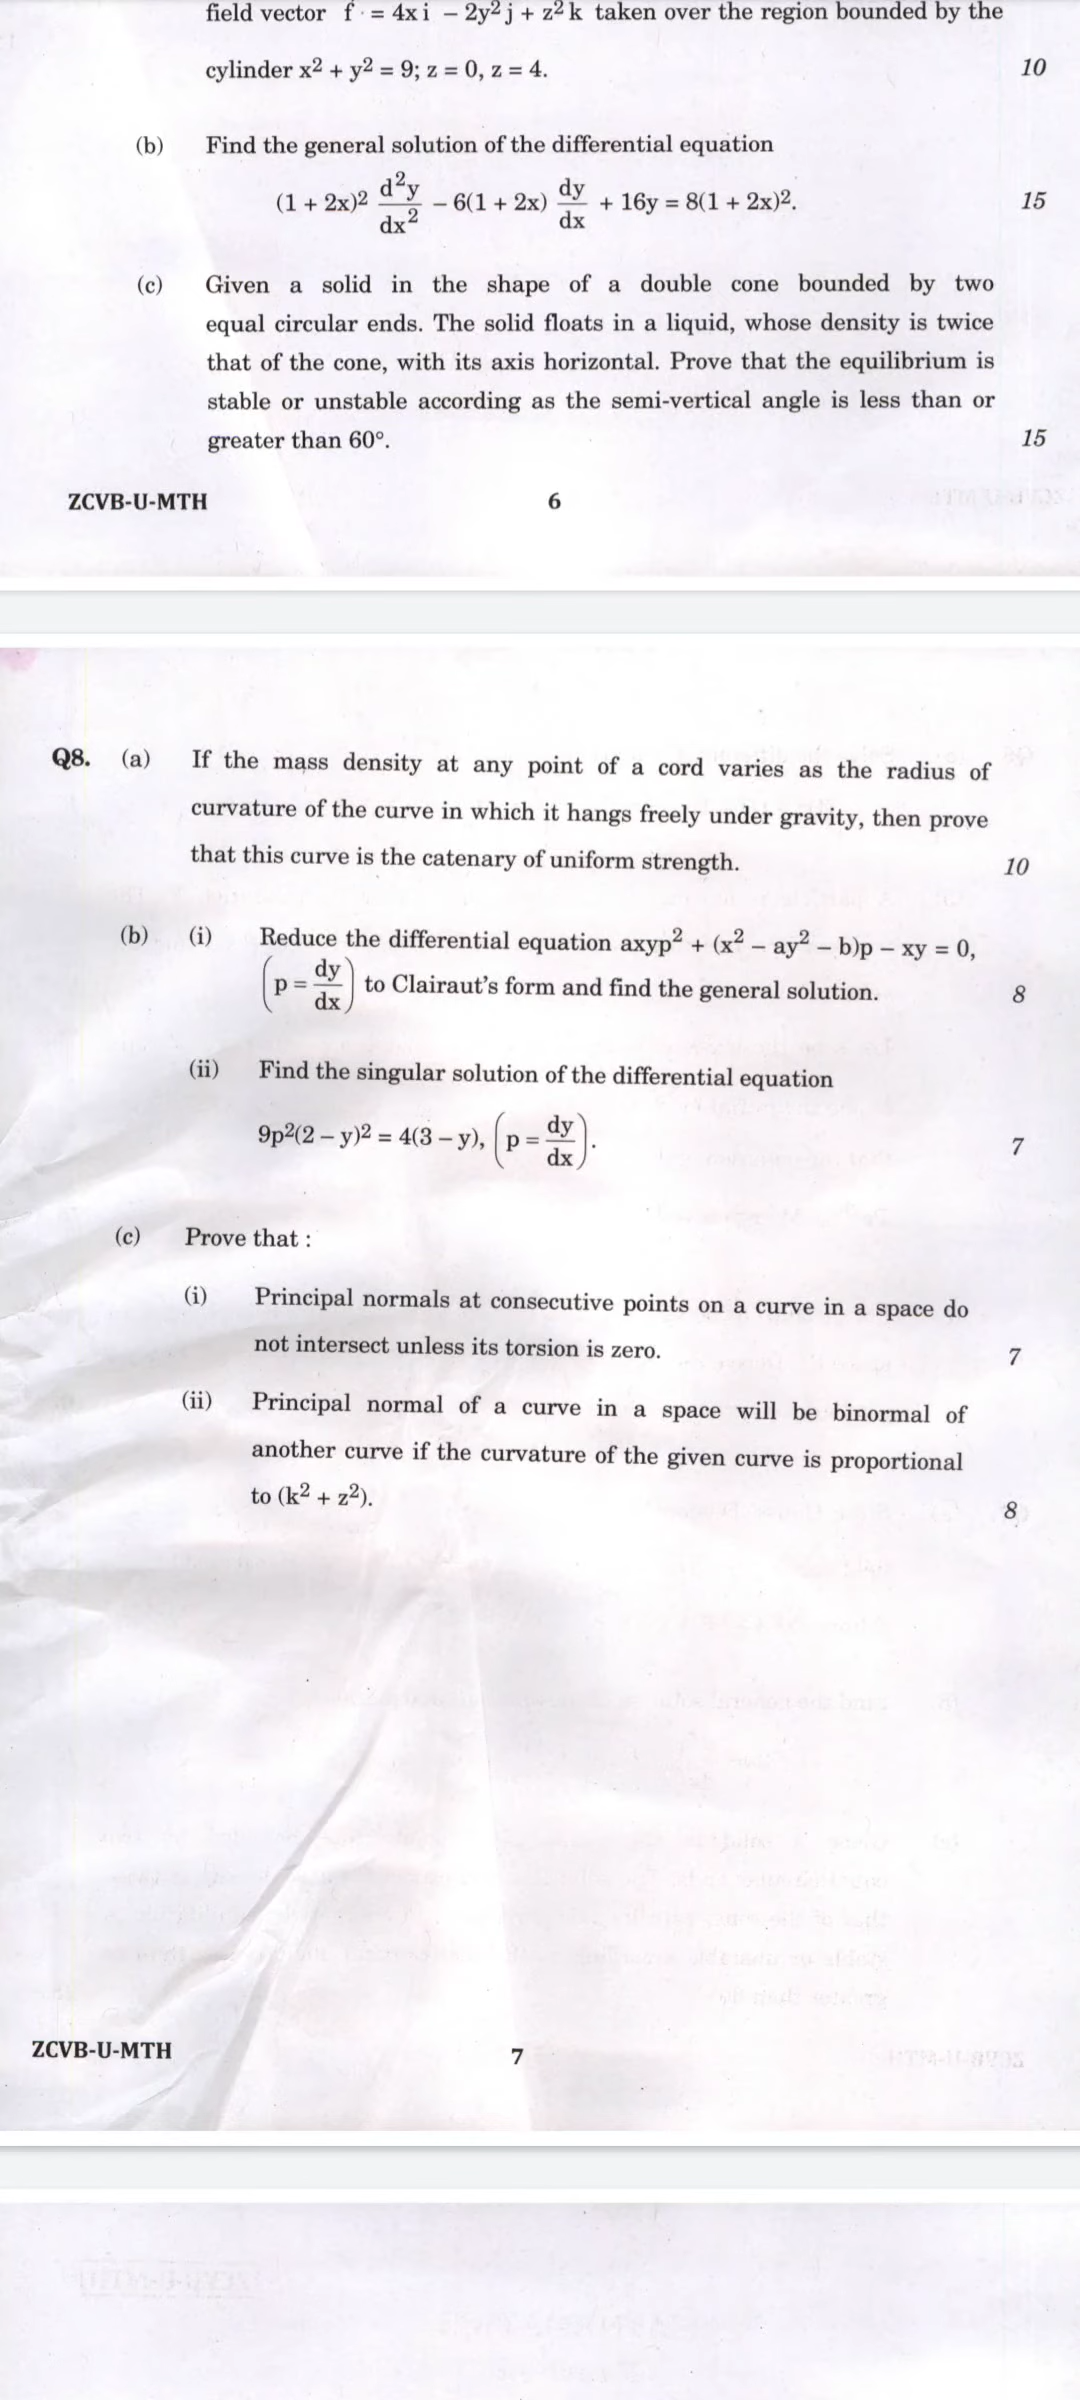 field vector f = 4x i – 2y² j + z² k taken over the region bounded by the
cylinder x² + y² = 9; z = 0, z = 4. 10
(b) Find the general solution of the differential equation
(1 + 2x)² d²y/dx² – 6(1 + 2x) dy/dx + 16y = 8(1 + 2x)². 15
(c) Given a solid in the shape of a double cone bounded by two
equal circular ends. The solid floats in a liquid, whose density is twice
that of the cone, with its axis horizontal. Prove that the equilibrium is
stable or unstable according as the semi-vertical angle is less than or
greater than 60°. 15
ZCVB-U-MTH 6
Q8. (a) If the mass density at any point of a cord varies as the radius of
curvature of the curve in which it hangs freely under gravity, then prove
that this curve is the catenary of uniform strength. 10
(b) (i) Reduce the differential equation axyp² + (x² – ay² – b)p – xy = 0,
(p = dy/dx) to Clairaut's form and find the general solution. 8
(ii) Find the singular solution of the differential equation
9p²(2 – y)² = 4(3 – y), (p = dy/dx). 7
(c) Prove that :
(i) Principal normals at consecutive points on a curve in a space do
not intersect unless its torsion is zero. 7
(ii) Principal normal of a curve in a space will be binormal of
another curve if the curvature of the given curve is proportional
to (k² + z²). 8
ZCVB-U-MTH 7